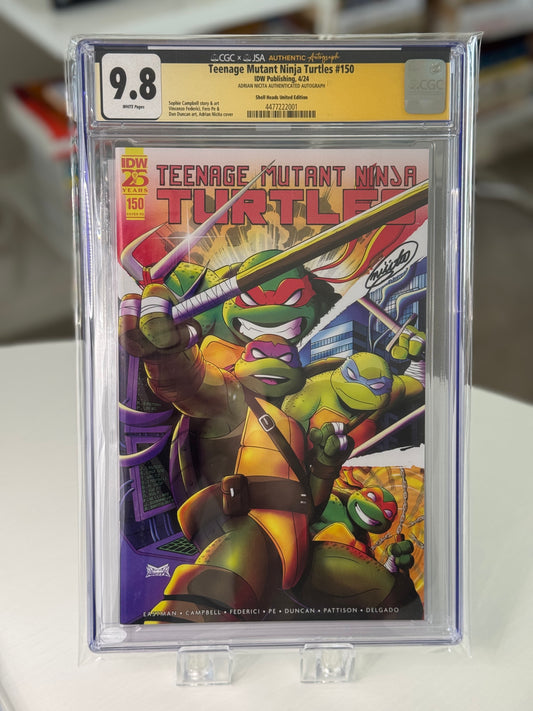 CGC × JSA AUTHENTIC Autograph
9.8
WHITE Pages
Teenage Mutant Ninja Turtles #150
IDW Publishing, 4/24
ADRIAN NICITA AUTHENTICATED AUTOGRAPH
Shell Heads United Edition
Sophie Campbell story & art
Vincenzo Federici, Fero Pe &
Dan Duncan art, Adrian Nicita cover
4477222001
CGC
IDW
25
YEARS
150
TEENAGE MUTANT NINJA
TURTLES
EASTMAN • CAMPBELL • FEDERICI • PE • DUNCAN • PATTISON • DELGADO